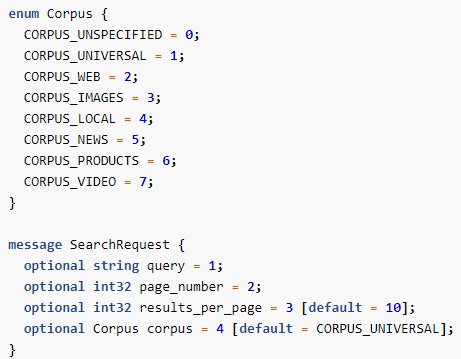 enum Corpus {
  CORPUS_UNSPECIFIED = 0;
  CORPUS_UNIVERSAL = 1;
  CORPUS_WEB = 2;
  CORPUS_IMAGES = 3;
  CORPUS_LOCAL = 4;
  CORPUS_NEWS = 5;
  CORPUS_PRODUCTS = 6;
  CORPUS_VIDEO = 7;
}

message SearchRequest {
  optional string query = 1;
  optional int32 page_number = 2;
  optional int32 results_per_page = 3 [default = 10];
  optional Corpus corpus = 4 [default = CORPUS_UNIVERSAL];
}